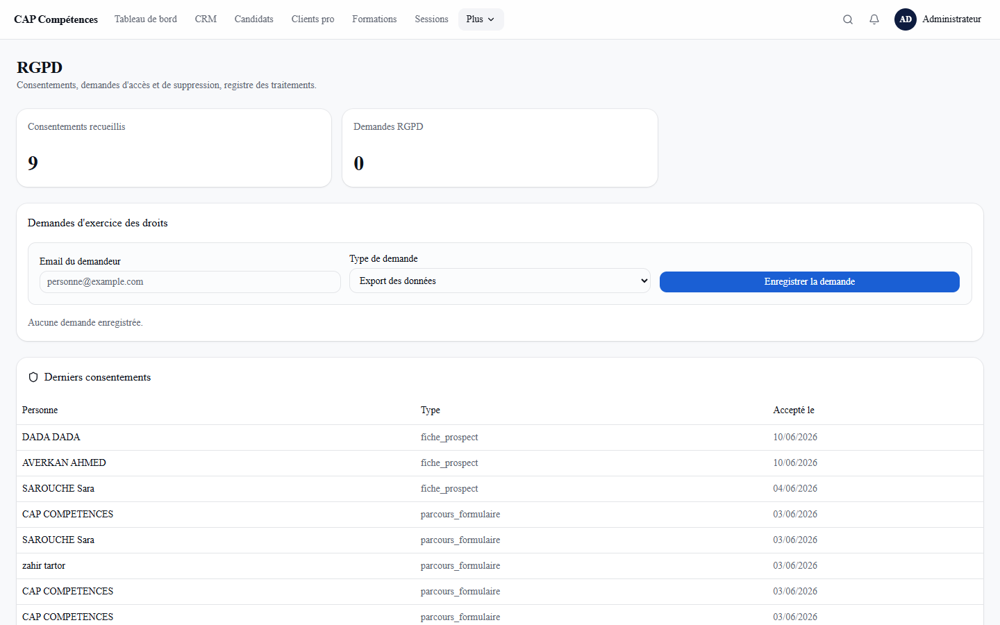 CAP Compétences Tableau de bord CRM Candidats Clients pro Formations Sessions Plus AD Administrateur
RGPD
Consentements, demandes d'accès et de suppression, registre des traitements.
Consentements recueillis
9
Demandes RGPD
0
Demandes d'exercice des droits
Email du demandeur
personne@example.com
Type de demande
Export des données
Enregistrer la demande
Aucune demande enregistrée.
Derniers consentements
Personne Type Accepté le
DADA DADA fiche_prospect 10/06/2026
AVERKAN AHMED fiche_prospect 10/06/2026
SAROUCHE Sara fiche_prospect 04/06/2026
CAP COMPETENCES parcours_formulaire 03/06/2026
SAROUCHE Sara parcours_formulaire 03/06/2026
zahir tartor parcours_formulaire 03/06/2026
CAP COMPETENCES parcours_formulaire 03/06/2026
CAP COMPETENCES parcours_formulaire 03/06/2026